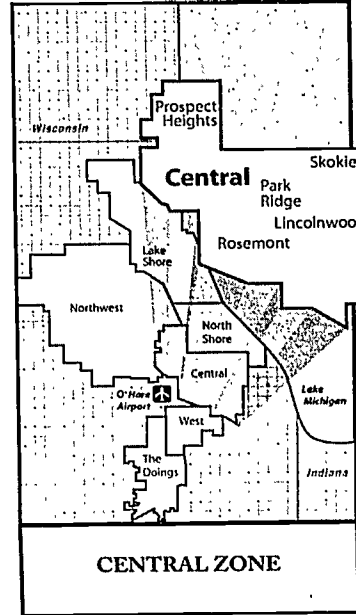 Prospect
Heights
Wisconsin
Skokie
Central
Park
Ridge
Lincolnwoo
Rosemont
Lake
Shore
Northwest
North
Shore
Central
O'Hare
Airport
Lake
Michigan
West
The
Doings
Indiana
CENTRAL ZONE